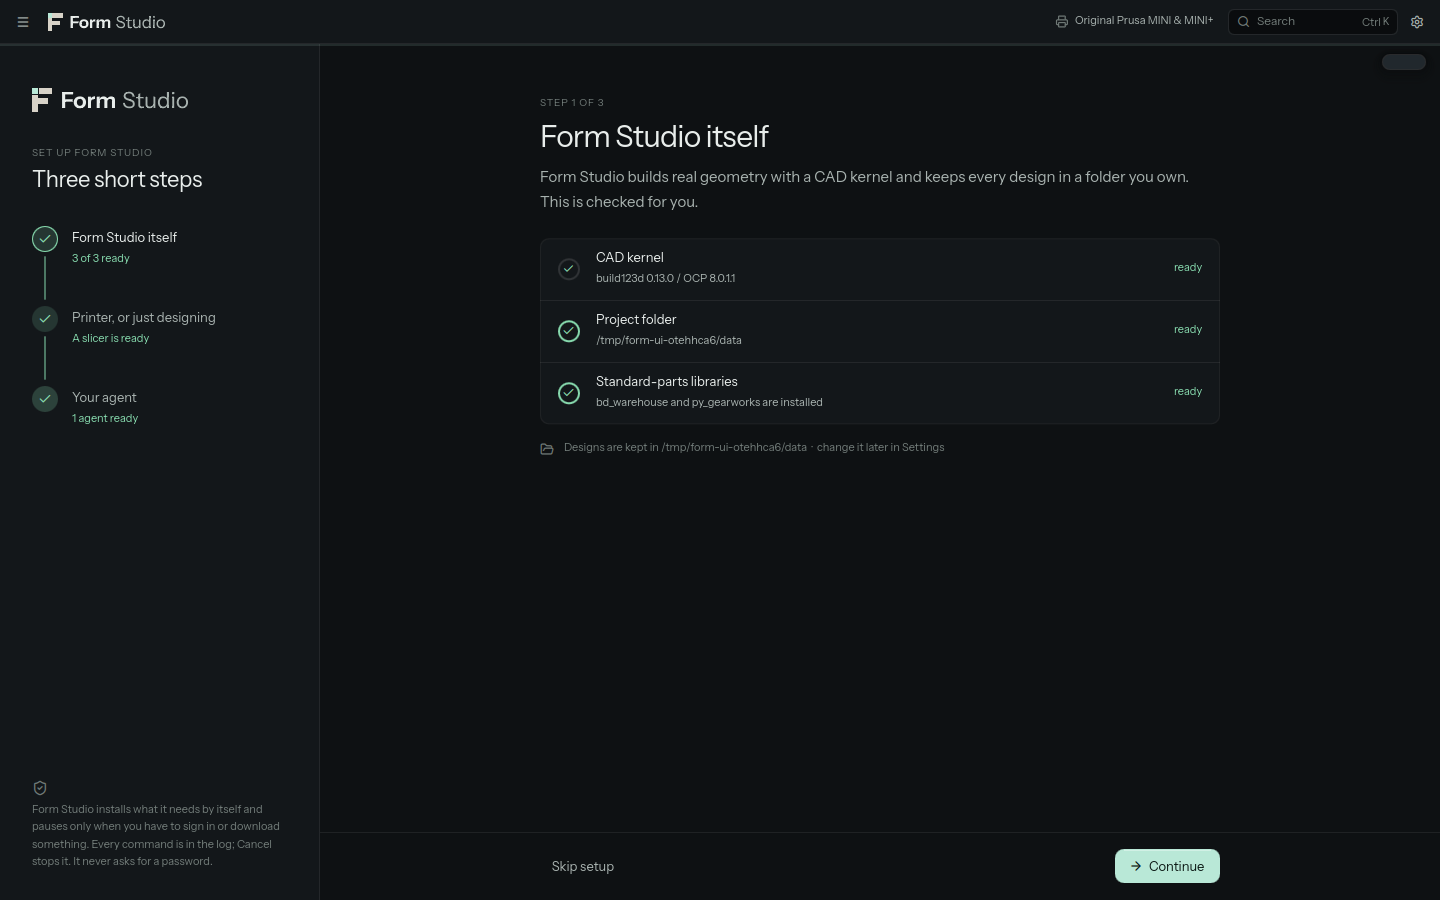 Form Studio
Original Prusa MINI & MINI+
Search
Ctrl K
Form Studio
SET UP FORM STUDIO
Three short steps
Form Studio itself
3 of 3 ready
Printer, or just designing
A slicer is ready
Your agent
1 agent ready
Form Studio installs what it needs by itself and
pauses only when you have to sign in or download
something. Every command is in the log; Cancel
stops it. It never asks for a password.
STEP 1 OF 3
Form Studio itself
Form Studio builds real geometry with a CAD kernel and keeps every design in a folder you own.
This is checked for you.
CAD kernel
build123d 0.13.0 / OCP 8.0.1.1
ready
Project folder
/tmp/form-ui-otehhca6/data
ready
Standard-parts libraries
bd_warehouse and py_gearworks are installed
ready
Designs are kept in /tmp/form-ui-otehhca6/data · change it later in Settings
Skip setup
Continue